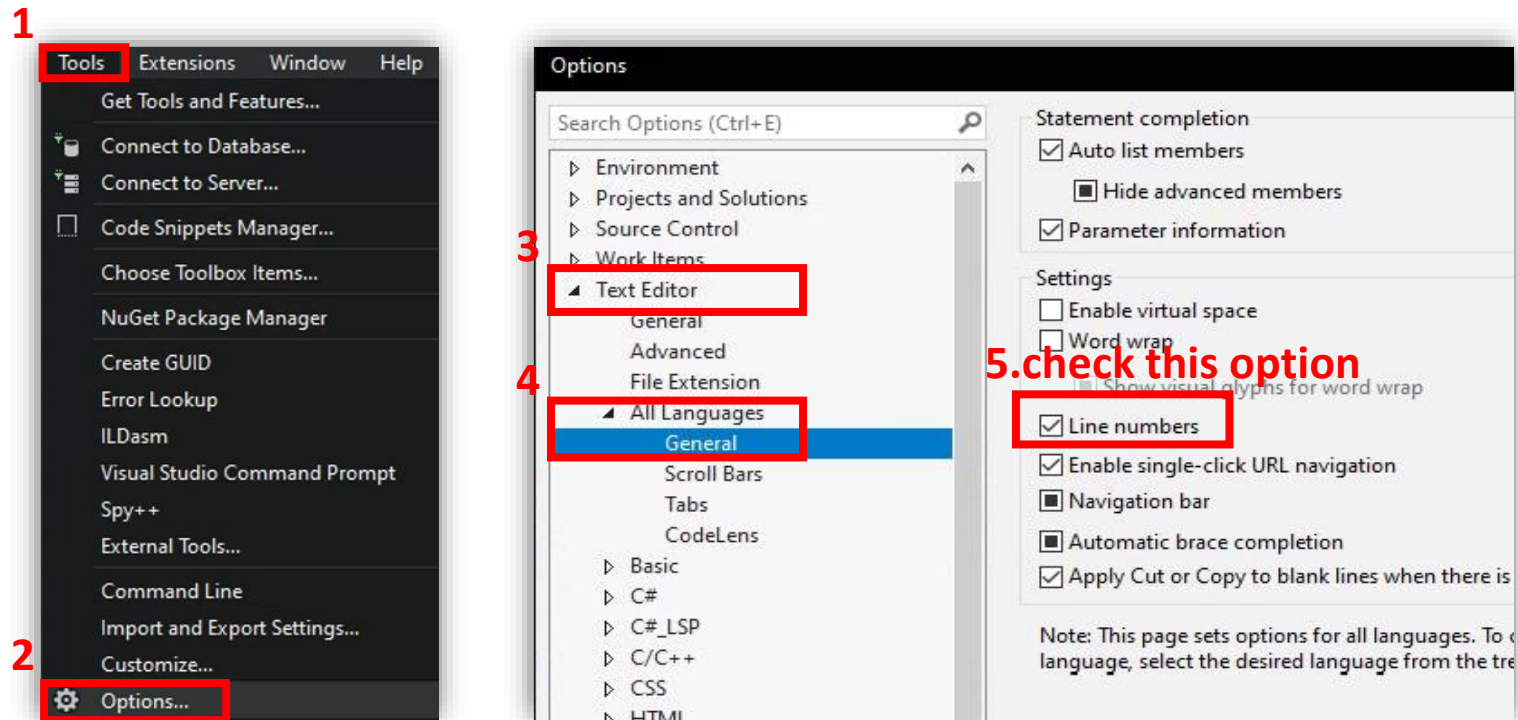 1
Tools Extensions Window Help
Get Tools and Features...
Connect to Database...
Connect to Server...
Code Snippets Manager...
Choose Toolbox Items...
NuGet Package Manager
Create GUID
Error Lookup
ILDasm
Visual Studio Command Prompt
Spy++
External Tools...
Command Line
Import and Export Settings...
Customize...
2
Options...
Options
Search Options (Ctrl+E)
Environment
Projects and Solutions
Source Control
3
Work Items
Text Editor
General
Advanced
4
File Extension
All Languages
General
Scroll Bars
Tabs
CodeLens
Basic
C#
C#_LSP
C/C++
CSS
HTML
Statement completion
Auto list members
Hide advanced members
Parameter information
Settings
Enable virtual space
Word wrap
5.check this option
Show visual glyphs for word wrap
Line numbers
Enable single-click URL navigation
Navigation bar
Automatic brace completion
Apply Cut or Copy to blank lines when there is
Note: This page sets options for all languages. To
language, select the desired language from the